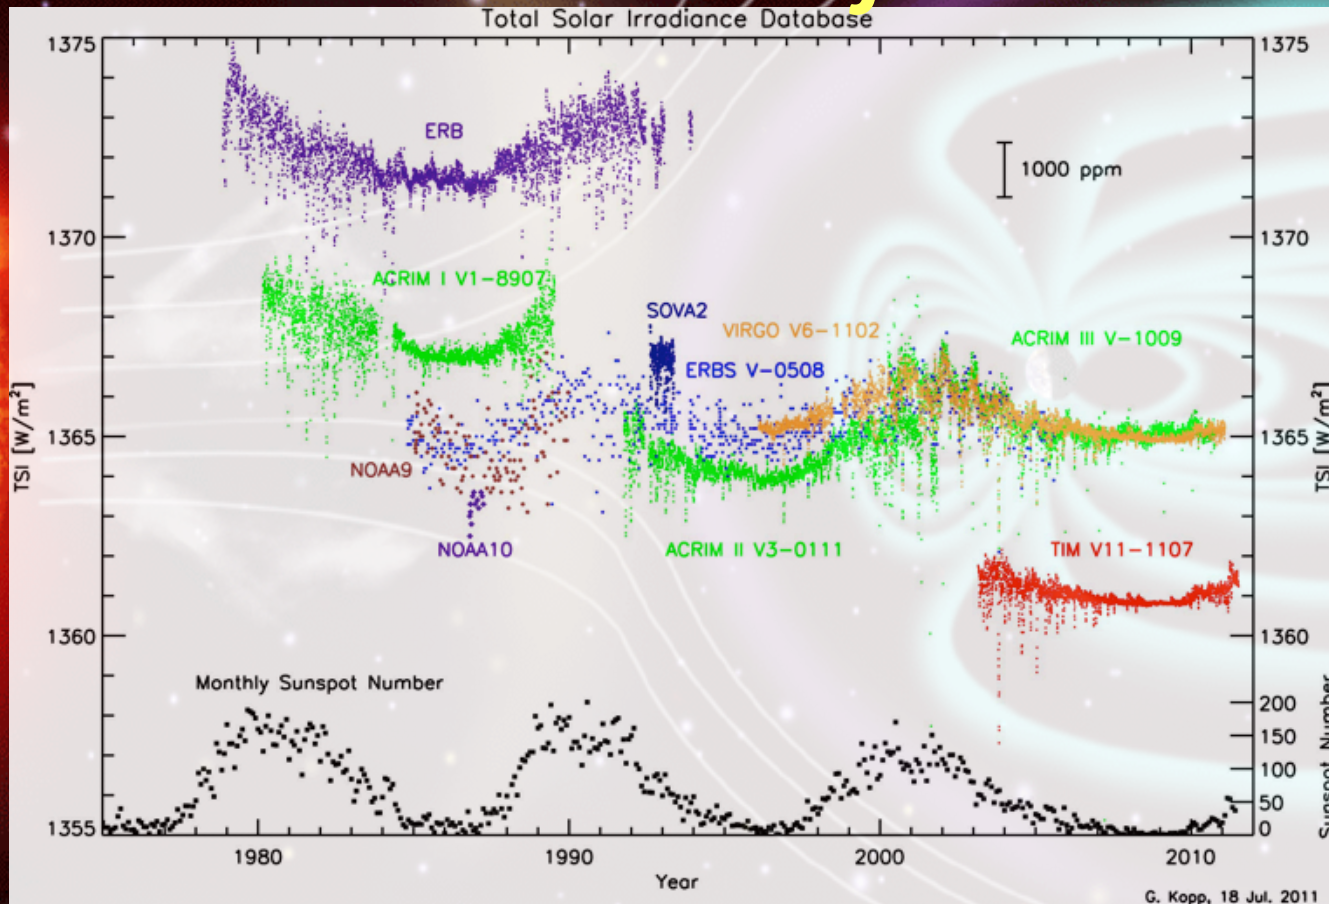 Total Solar Irradiance Database
1375
1375
ERB
1000 ppm
1370
1370
ACRIM I V1-8907
SOVA2
VIRGO V6-1102
ACRIM III V-1009
ERBS V-0508
1365
1365
TSI [W/m²]
TSI [W/m²]
NOAA9
NOAA10
ACRIM II V3-0111
TIM V11-1107
1360
1360
Monthly Sunspot Number
200
150
100
50
0
Sunspot Number
1355
1980
1990
2000
2010
Year
G. Kopp, 18 Jul. 2011